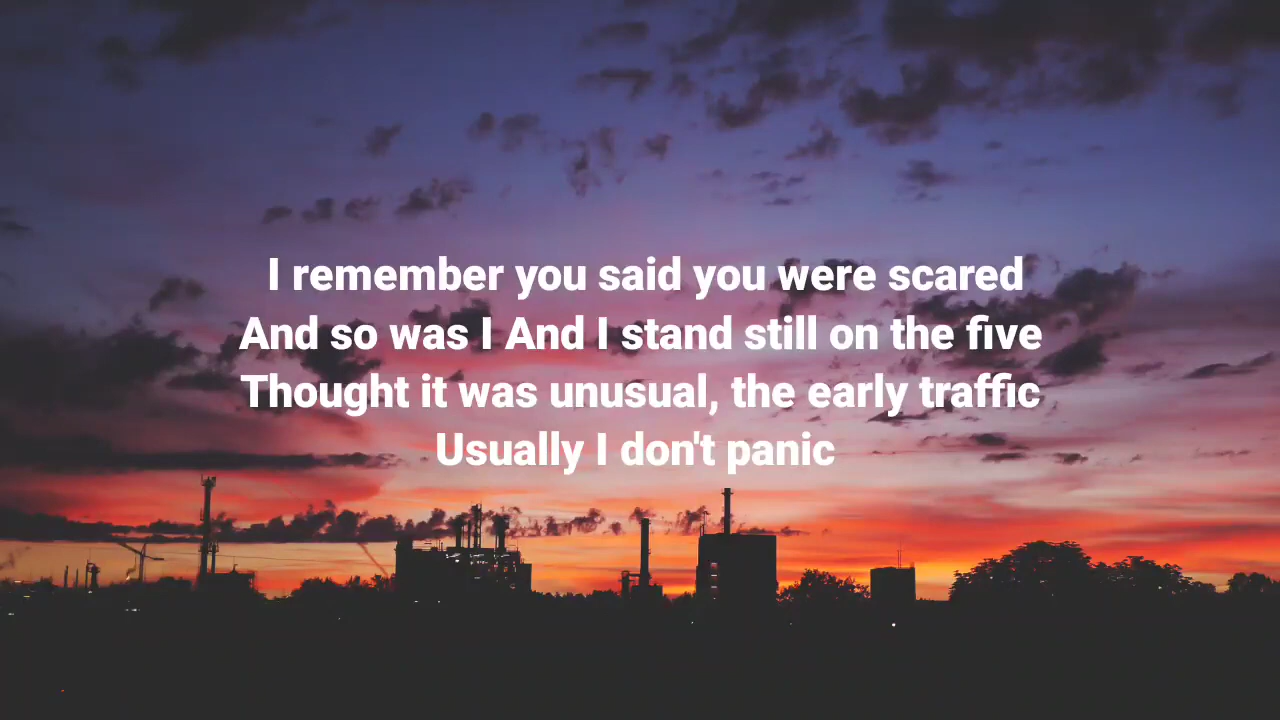 I remember you said you were scared
And so was I And I stand still on the five
Thought it was unusual, the early traffic
Usually I don't panic